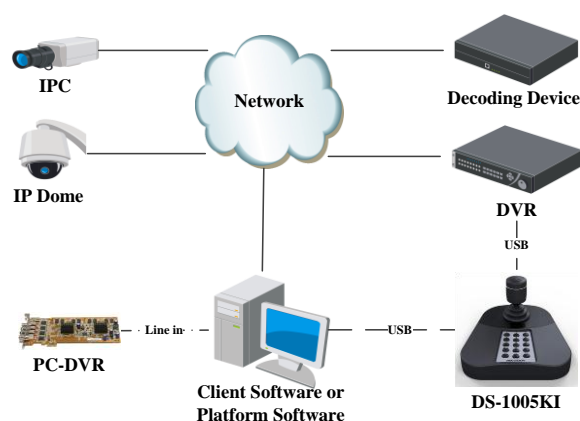 IPC
Network
Decoding Device
IP Dome
DVR
USB
Line in
USB
PC-DVR
Client Software or
Platform Software
DS-1005KI